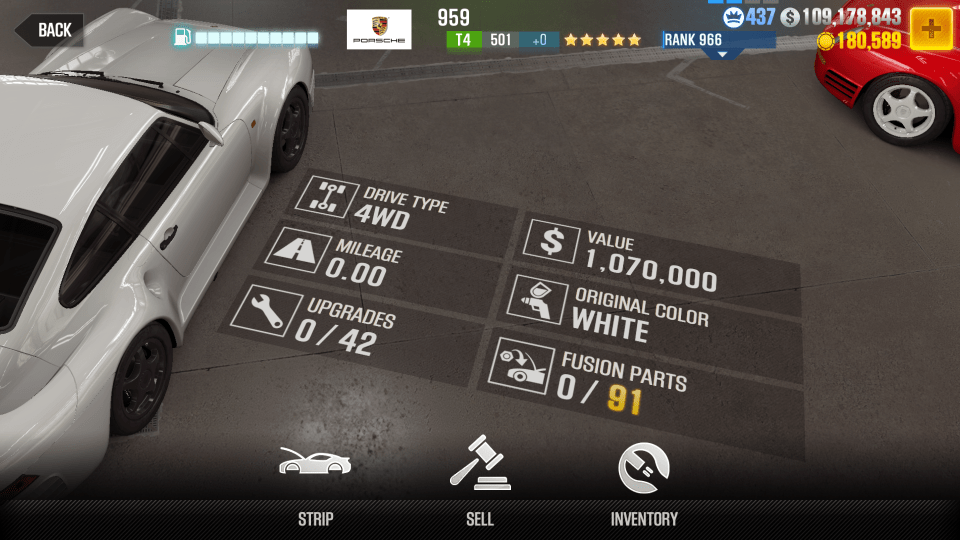 BACK
PORSCHE
959
T4 501 +0
RANK 966
437 $ 109,178,843
180,589
DRIVE TYPE
4WD
MILEAGE
0.00
UPGRADES
0 / 42
$ VALUE
1,070,000
ORIGINAL COLOR
WHITE
FUSION PARTS
0 / 91
STRIP
SELL
INVENTORY